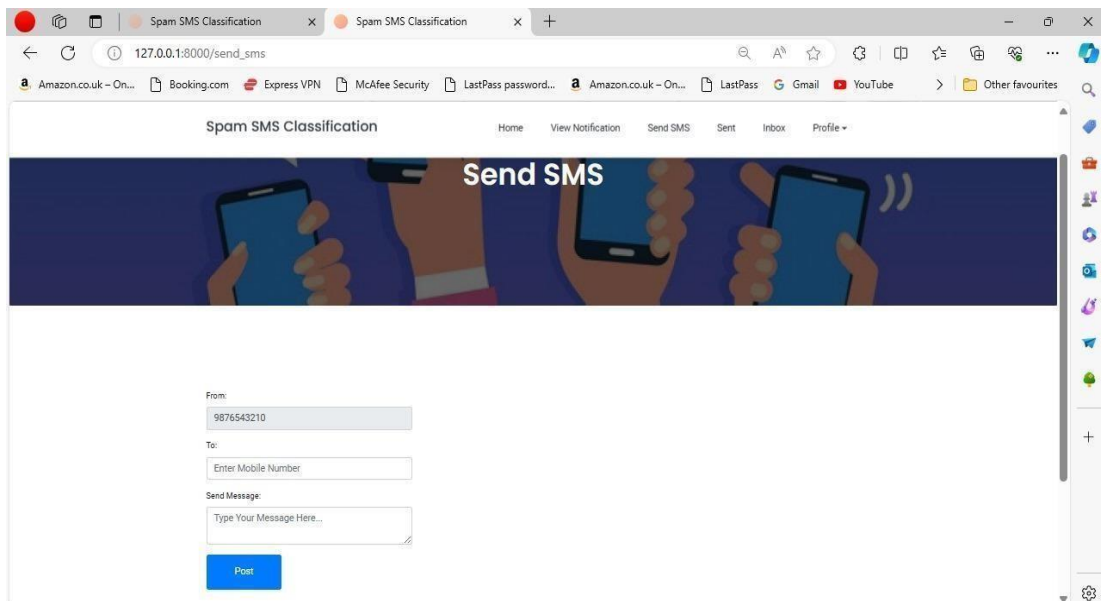 Spam SMS Classification
Spam SMS Classification
127.0.0.1:8000/send_sms
Amazon.co.uk – On... Booking.com Express VPN McAfee Security LastPass password... Amazon.co.uk – On... LastPass Gmail YouTube Other favourites
Spam SMS Classification Home View Notification Send SMS Sent Inbox Profile
Send SMS
From:
9876543210
To:
Enter Mobile Number
Send Message:
Type Your Message Here...
Post